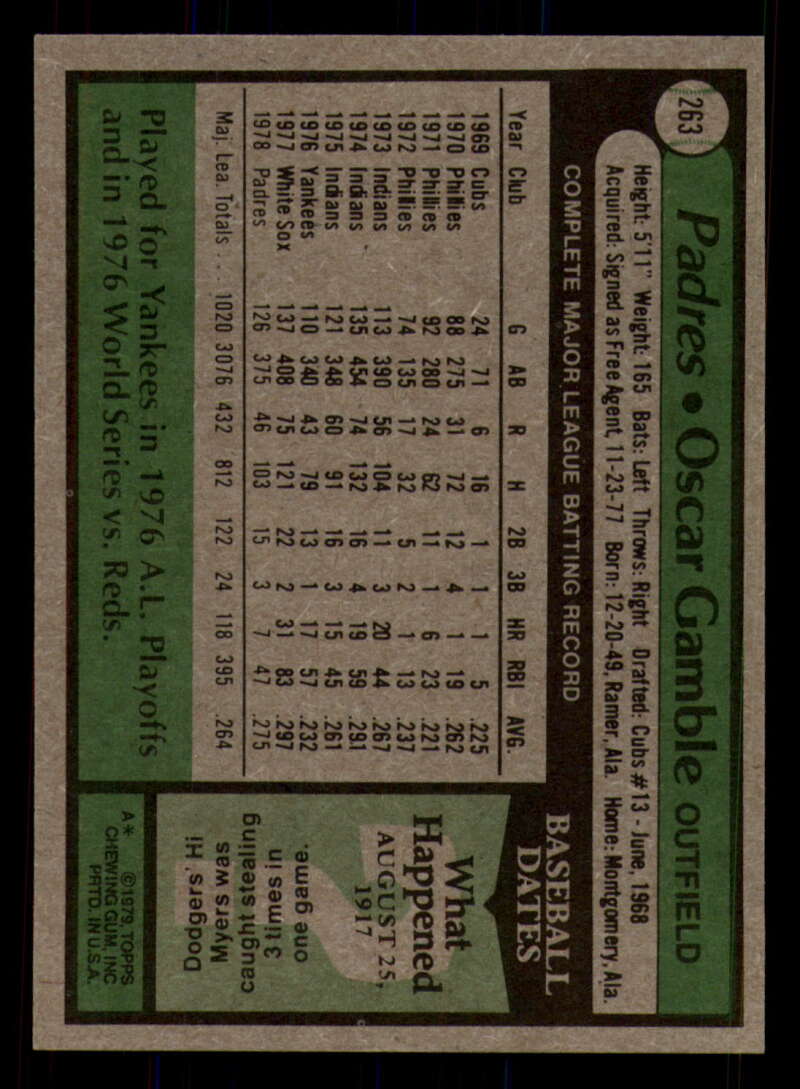 263
Padres • Oscar Gamble OUTFIELD
Height: 5'11" Weight: 165 Bats: Left Throws: Right Drafted: Cubs #13 - June, 1968
Acquired: Signed as Free Agent, 11-23-77 Born: 12-20-49, Ramer, Ala. Home: Montgomery, Ala.
COMPLETE MAJOR LEAGUE BATTING RECORD
Year Club G AB R H 2B 3B HR RBI AVG.
1969 Cubs 24 71 6 16 1 1 1 5 .225
1970 Phillies 88 275 31 72 12 4 1 19 .262
1971 Phillies 92 280 24 62 11 1 6 23 .221
1972 Phillies 74 135 17 32 5 2 1 13 .237
1973 Indians 113 390 56 104 11 3 20 44 .267
1974 Indians 135 454 74 132 16 4 19 59 .291
1975 Indians 121 348 60 91 16 3 15 45 .261
1976 Yankees 110 340 43 79 13 1 17 57 .232
1977 White Sox 137 408 75 121 22 2 31 83 .297
1978 Padres 126 375 46 103 15 3 7 47 .275
Maj. Lea. Totals . . . 1020 3076 432 812 122 24 118 395 .264
Played for Yankees in 1976 A.L. Playoffs
and in 1976 World Series vs. Reds.
BASEBALL
DATES
What
Happened
AUGUST 25,
1917
Dodgers' Hi
Myers was
caught stealing
3 times in
one game.
A* ©1979, TOPPS
CHEWING GUM, INC
PRTD. IN U.S.A.